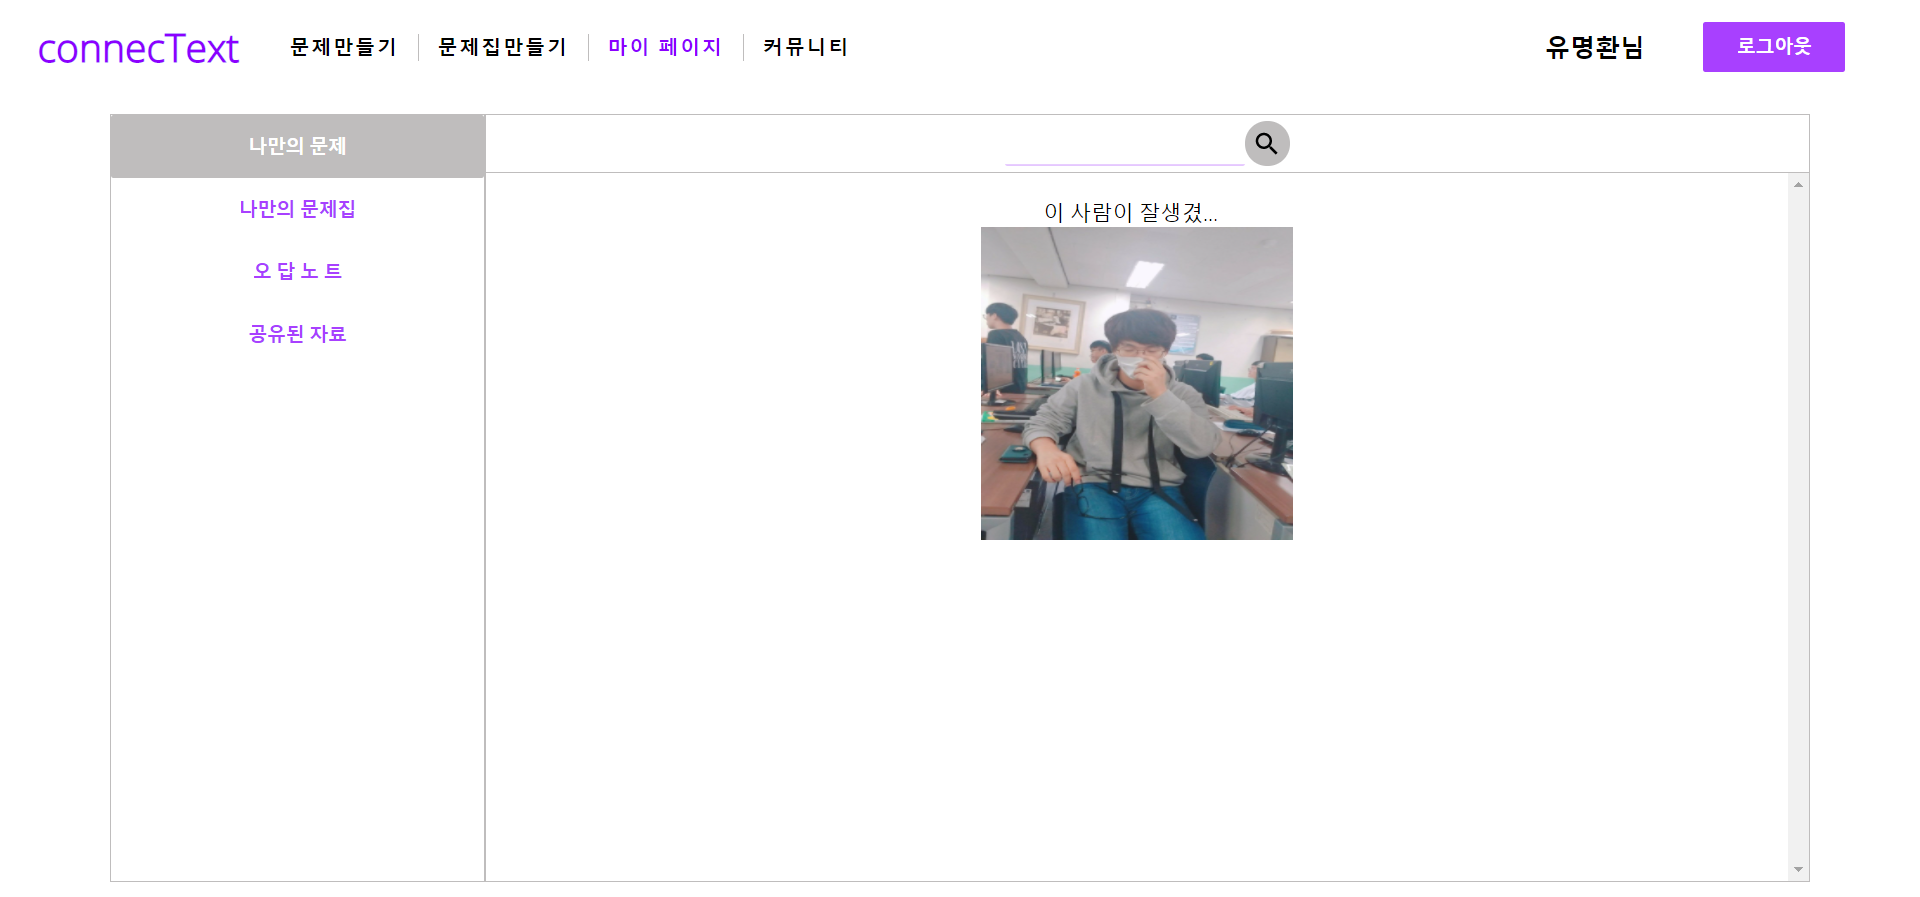 connecText
문제만들기
문제집만들기
마이 페이지
커뮤니티
유명환님
로그아웃
나만의 문제
나만의 문제집
오 답 노 트
공유된 자료
이 사람이 잘생겼...